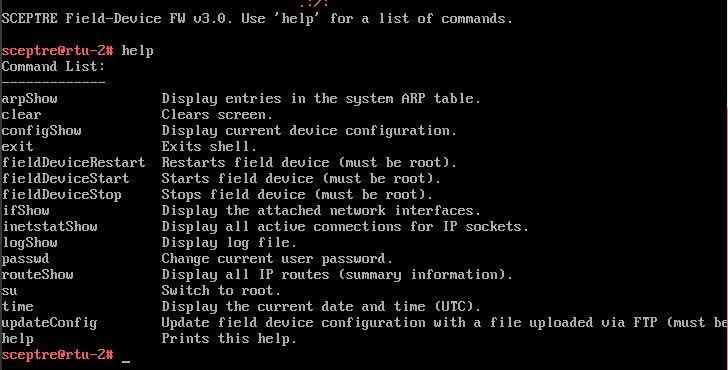 .:/:
SCEPTRE Field-Device FW v3.0. Use 'help' for a list of commands.
sceptre@rtu-2# help
Command List:
-------------
arpShow Display entries in the system ARP table.
clear Clears screen.
configShow Display current device configuration.
exit Exits shell.
fieldDeviceRestart Restarts field device (must be root).
fieldDeviceStart Starts field device (must be root).
fieldDeviceStop Stops field device (must be root).
ifShow Display the attached network interfaces.
inetstatShow Display all active connections for IP sockets.
logShow Display log file.
passwd Change current user password.
routeShow Display all IP routes (summary information).
su Switch to root.
time Display the current date and time (UTC).
updateConfig Update field device configuration with a file uploaded via FTP (must be
help Prints this help.
sceptre@rtu-2# _